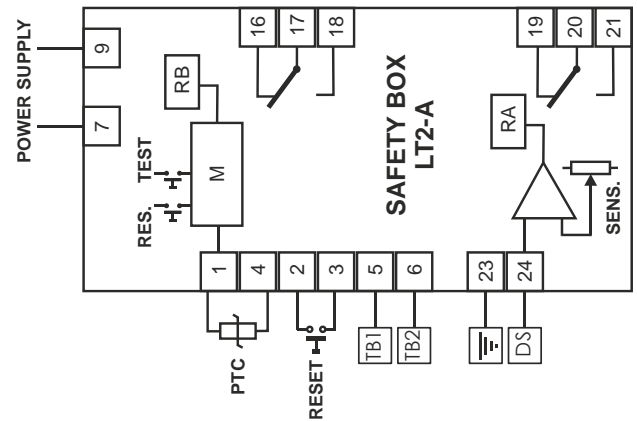 POWER SUPPLY
9
7
16
17
18
19
20
21
RB
RA
TEST
RES.
M
SAFETY BOX
LT2-A
SENS.
1
4
2
3
5
6
23
24
PTC
RESET
TB1
TB2
DS